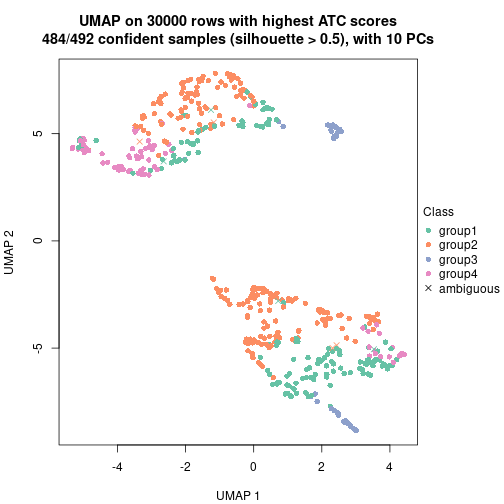 UMAP on 30000 rows with highest ATC scores
484/492 confident samples (silhouette > 0.5), with 10 PCs
5
0
-5
UMAP 2
-4
-2
0
2
4
UMAP 1
Class
group1
group2
group3
group4
ambiguous